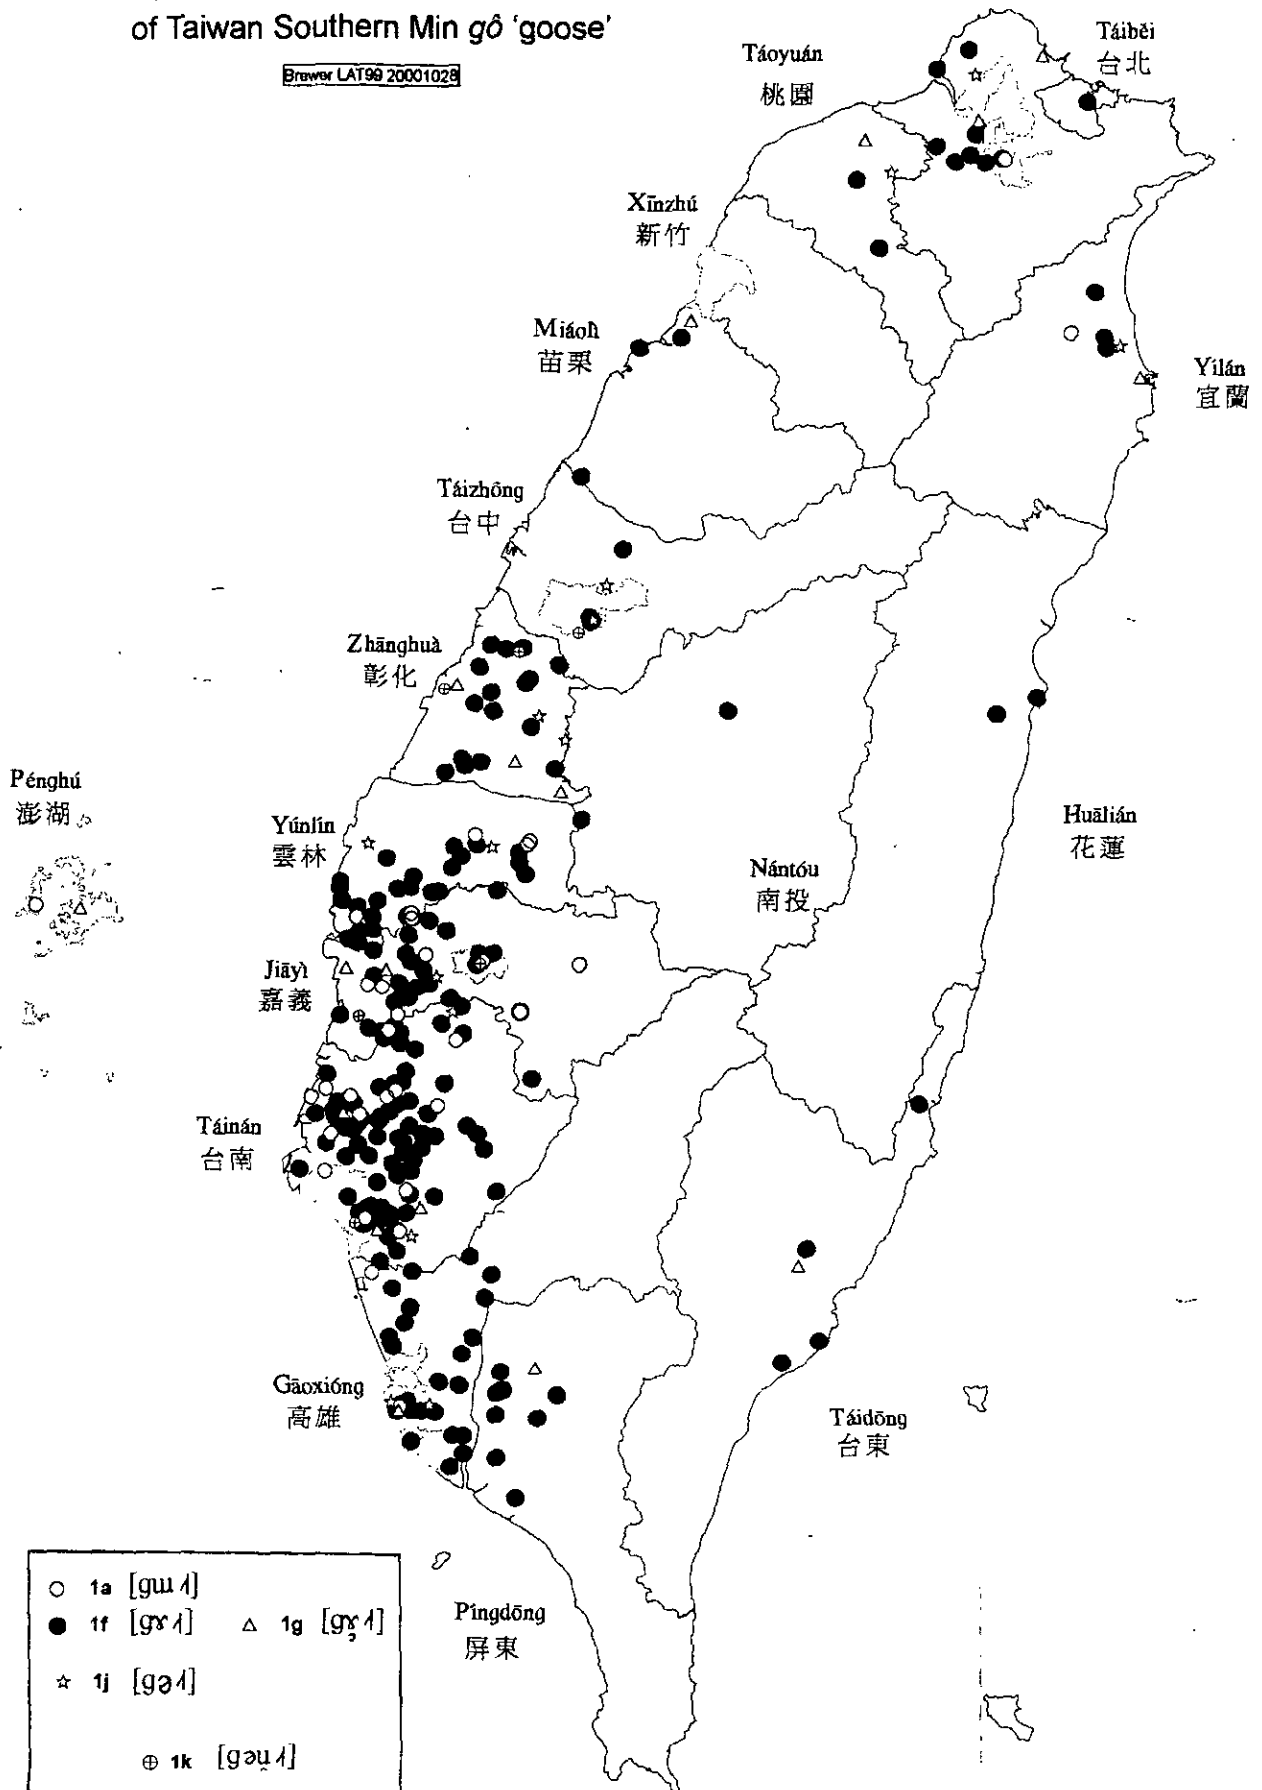 of Taiwan Southern Min gô 'goose'
Brewer LAT99 20001028
Táiběi
台北
Táoyuán
桃園
Xīnzhú
新竹
Miáolì
苗栗
Yílán
宜蘭
Táizhōng
台中
Zhānghuà
彰化
Pénghú
澎湖
Yúnlín
雲林
Huālián
花蓮
Nántóu
南投
Jiāyì
嘉義
Táinán
台南
Gāoxióng
高雄
Táidōng
台東
Píngdōng
屏東
1a [gɯ ˧˥]
1f [gɤ ˧˥] 1g [gɤ̹ ˧˥]
1j [gə ˧˥]
1k [gəu̯ ˧˥]